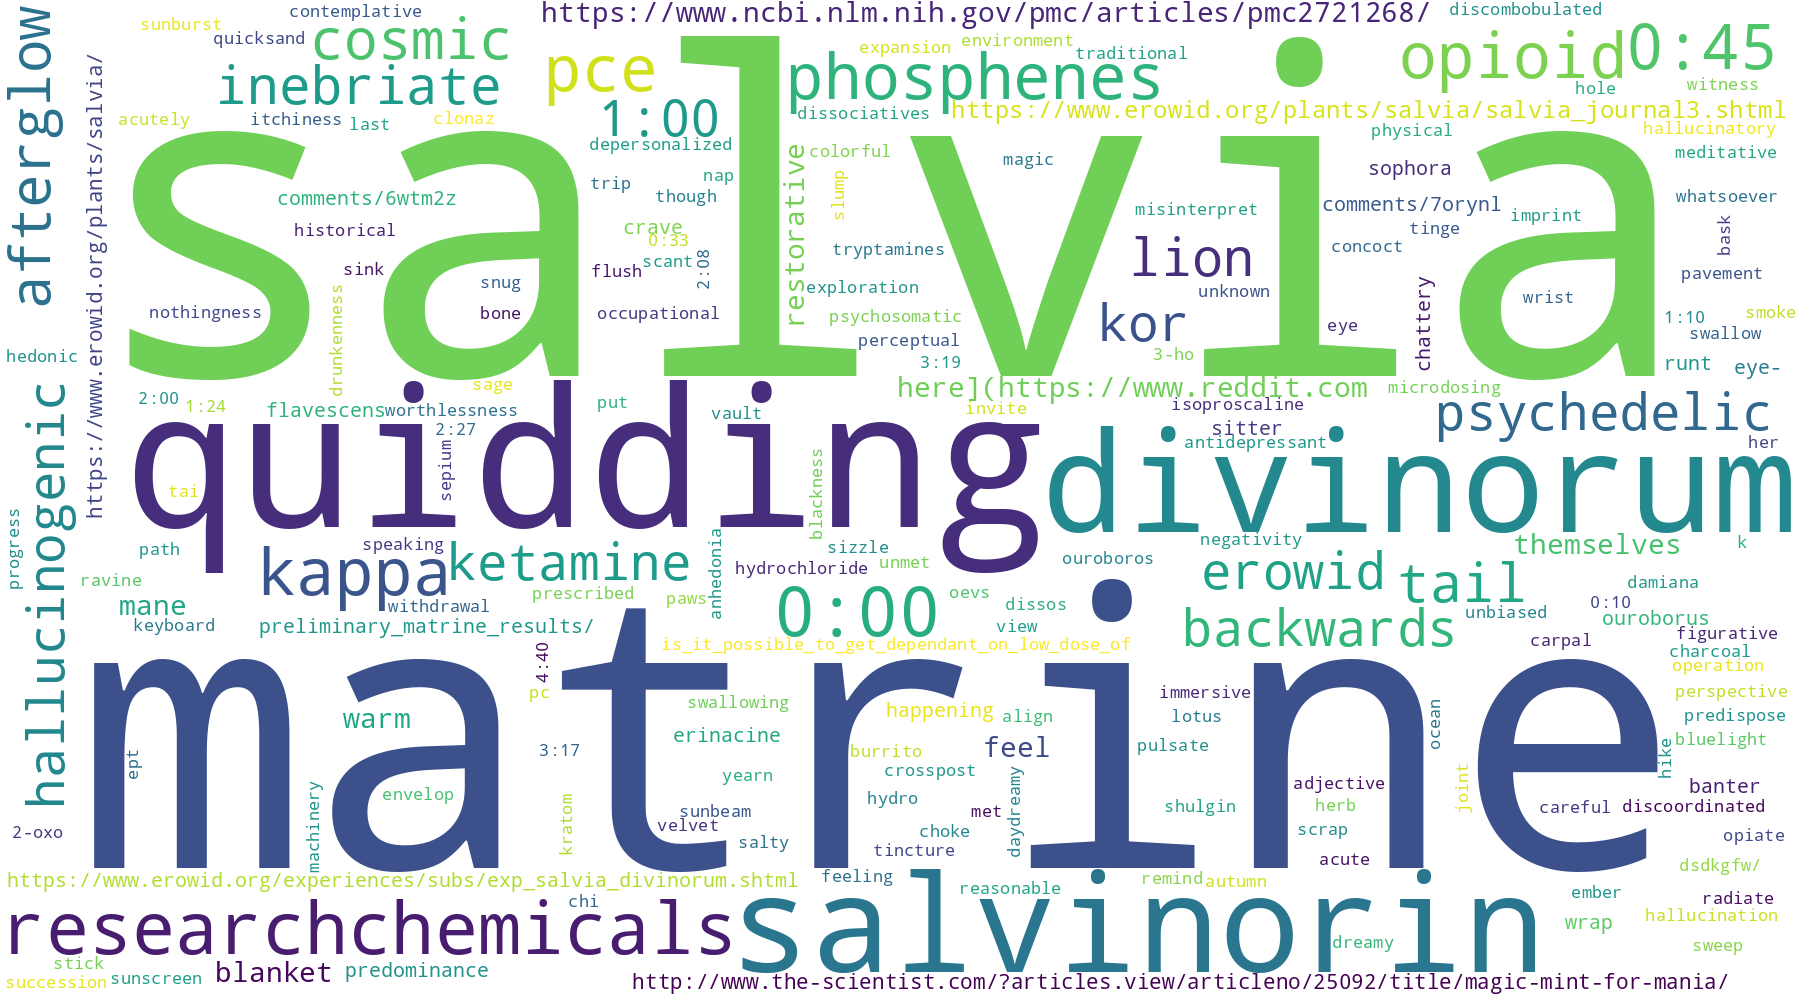 afterglow
sunburst
contemplative
quicksand
cosmic
https://www.ncbi.nlm.nih.gov/pmc/articles/pmc2721268/
discombobulated
inebriate
pce
expansion
environment
traditional
phosphenes
opioid
0:45
witness
hole
acutely
itchiness
last
clonaz
1:00
dissociatives
https://www.erowid.org/plants/salvia/salvia_journal3.shtml
https://www.erowid.org/plants/salvia/
salvia
depersonalized
restorative
colorful
magic
physical
hallucinatory
sophora
meditative
trip
nap
though
slump
comments/6wtm2z
comments/7orynl
whatsoever
misinterpret
imprint
historical
crave
0:33
tinge
bask
lion
concoct
tryptamines
scant
2:08
sink
flush
snug
exploration
unknown
pavement
wrist
nothingness
bone
occupational
psychosomatic
kor
eye
chattery
1:10
smoke
swallow
perceptual
3:19
3-ho
hedonic
drunkenness
runt
eye-
sage
here](https://www.reddit.com
microdosing
2:00
1:24
flavescens
worthlessness
put
vault
invite
isoproscaline
psychedelic
2:27
sitter
antidepressant
her
hallucinogenic
quidding
divinorum
sepium
blackness
tai
progress
path
speaking
sizzle
negativity
k
themselves
kappa
ketamine
anhedonia
hydrochloride
unmet
ouroboros
erowid
tail
ravine
damiana
mane
withdrawal
prescribed
paws
0:00
oevs
dissos
unbiased
0:10
ouroborus
keyboard
preliminary_matrine_results/
view
backwards
figurative
carpal
charcoal
is_it_possible_to_get_dependant_on_low_dose_of
4:40
operation
matrine
pc
swallowing
immersive
perspective
warm
happening
align
lotus
ocean
predispose
erinacine
feel
pulsate
bluelight
ept
3:17
burrito
hike
yearn
crosspost
adjective
banter
envelop
hydro
joint
machinery
sunbeam
met
daydreamy
shulgin
herb
careful
discoordinated
2-oxo
kratom
velvet
salty
choke
scrap
opiate
tincture
acute
dsdkgfw/
https://www.erowid.org/experiences/subs/exp_salvia_divinorum.shtml
feeling
reasonable
remind
autumn
ember
radiate
chi
researchchemicals
salvinorin
wrap
hallucination
dreamy
sweep
stick
succession
sunscreen
blanket
predominance
http://www.the-scientist.com/?articles.view/articleno/25092/title/magic-mint-for-mania/